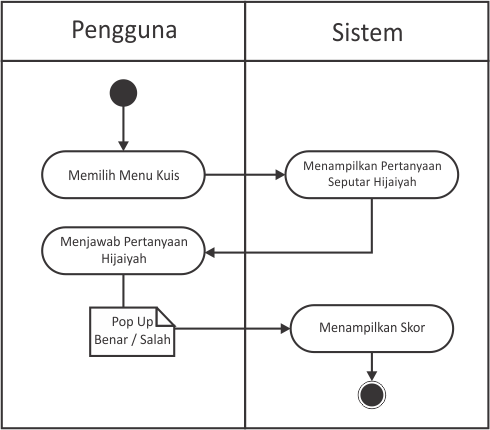 Pengguna
Sistem
Memilih Menu Kuis
Menampilkan Pertanyaan
Seputar Hijaiyah
Menjawab Pertanyaan
Hijaiyah
Pop Up
Benar / Salah
Menampilkan Skor